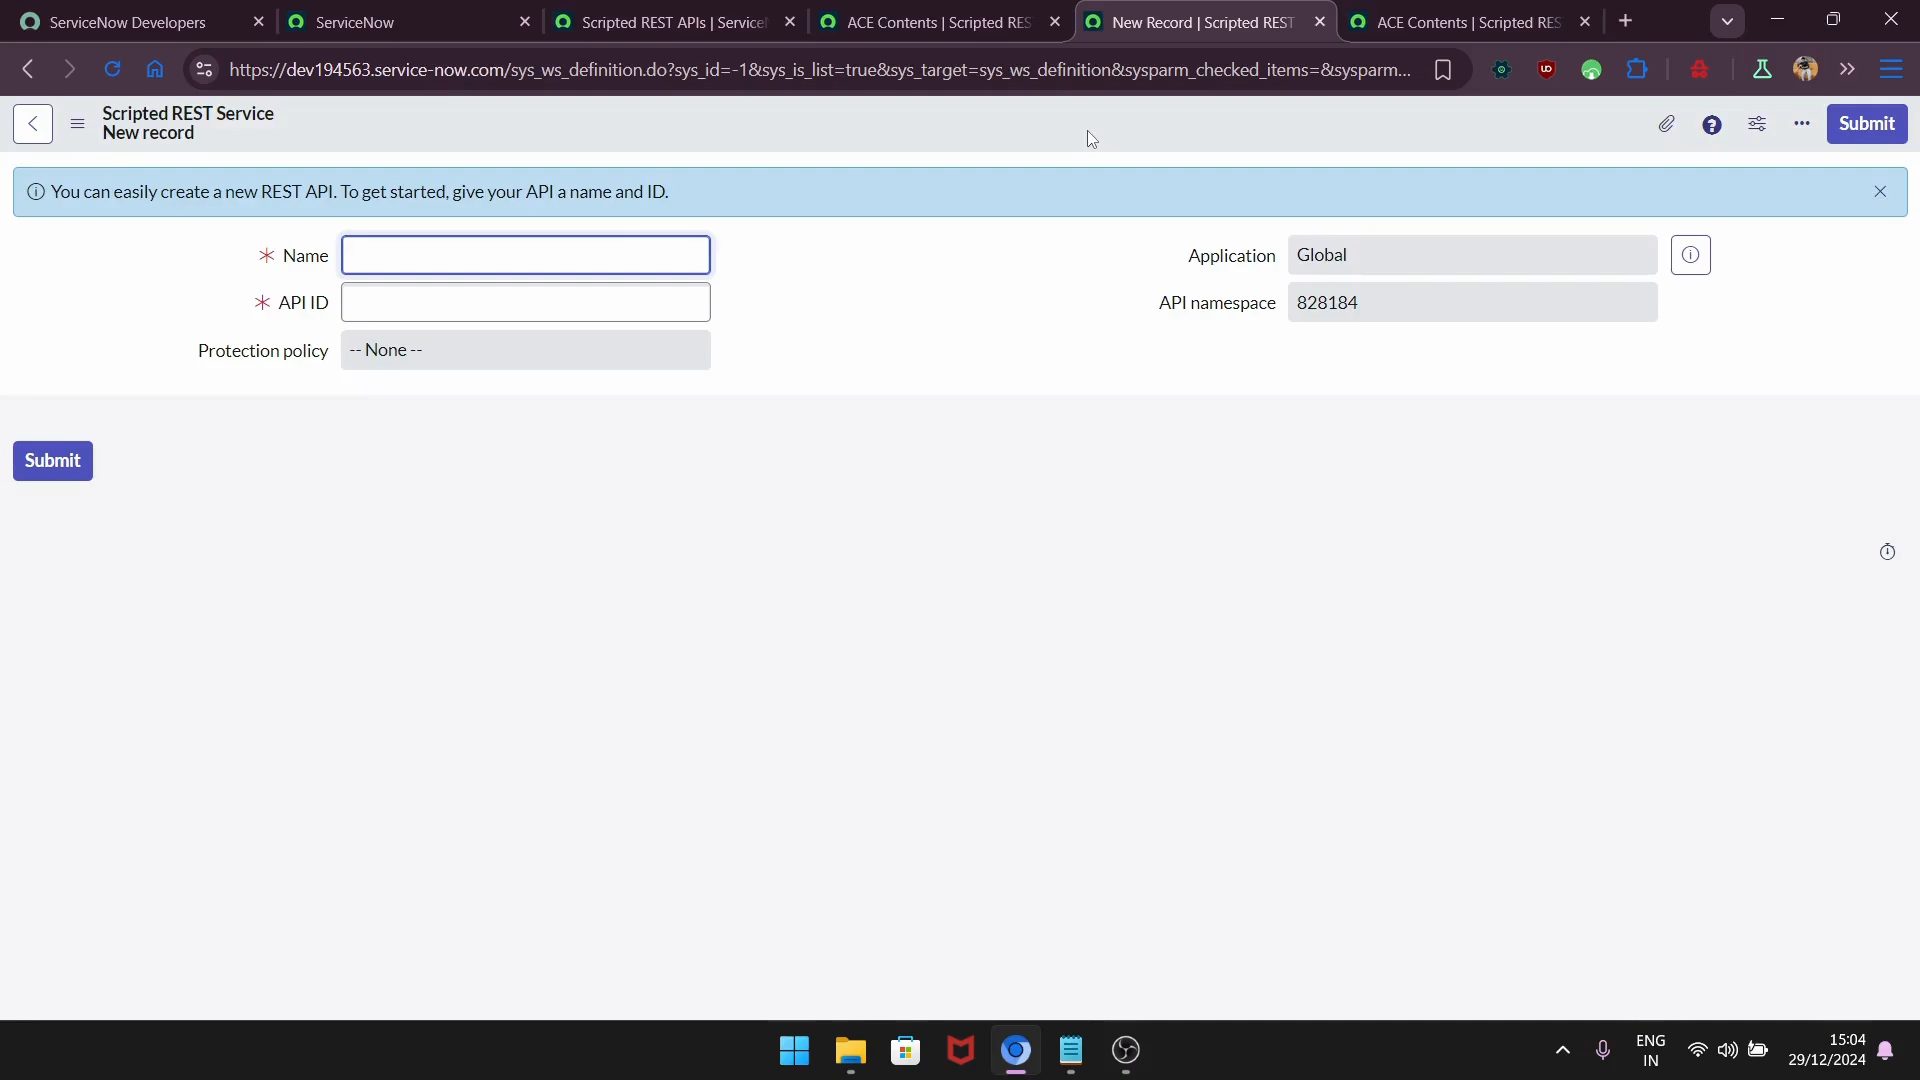 ServiceNow Developers
ServiceNow
Scripted REST APIs | Service
ACE Contents | Scripted RES
New Record | Scripted REST
ACE Contents | Scripted RES
https://dev194563.service-now.com/sys_ws_definition.do?sys_id=-1&sys_is_list=true&sys_target=sys_ws_definition&sysparm_checked_items=&sysparm...
Scripted REST Service
New record
Submit
You can easily create a new REST API. To get started, give your API a name and ID.
Name
Application
Global
API ID
API namespace
828184
Protection policy
-- None --
Submit
ENG
IN
15:04
29/12/2024